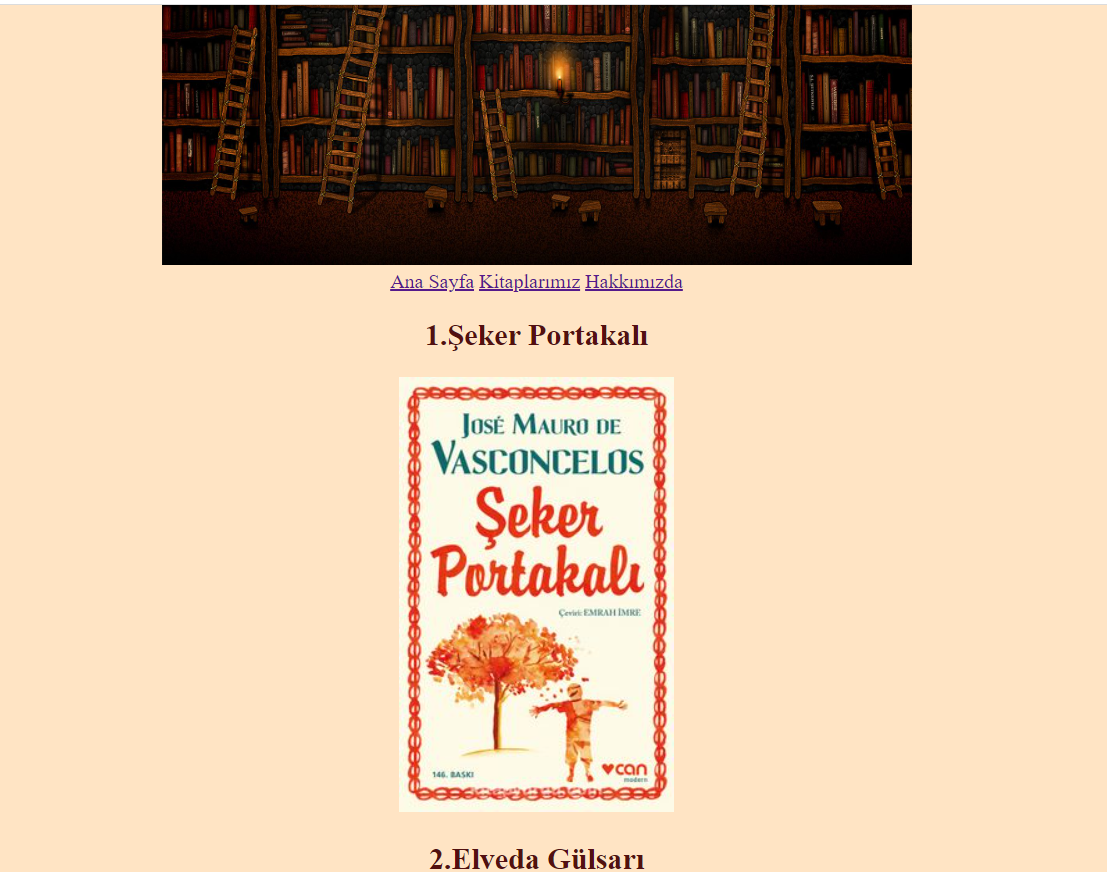 Ana Sayfa Kitaplarımız Hakkımızda
1.Şeker Portakalı
JOSÉ MAURO DE
VASCONCELOS
Şeker
Portakalı
Çeviri: EMRAH İMRE
146. BASKI
can
modern
2.Elveda Gülsarı